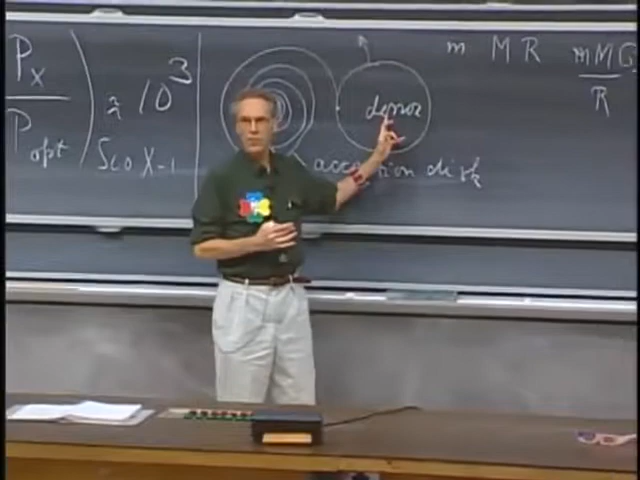 P_X
P_opt
≈ 10^3
Sco X-1
donor
accretion disk
m M R
mMG
R